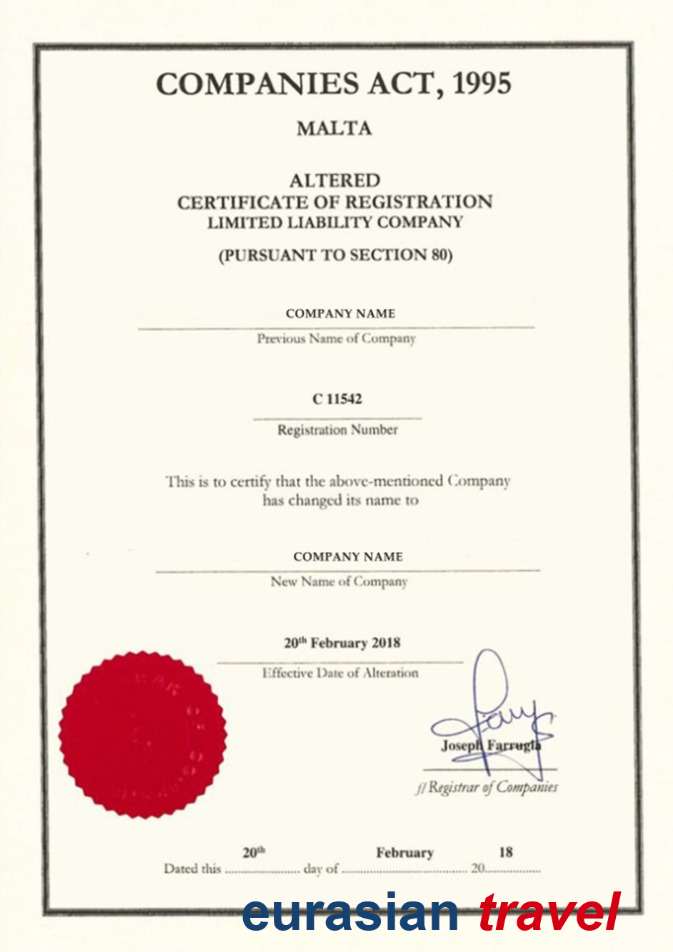 COMPANIES ACT, 1995
MALTA
ALTERED
CERTIFICATE OF REGISTRATION
LIMITED LIABILITY COMPANY
(PURSUANT TO SECTION 80)
COMPANY NAME
Previous Name of Company
C 11542
Registration Number
This is to certify that the above-mentioned Company
has changed its name to
COMPANY NAME
New Name of Company
20th February 2018
Effective Date of Alteration
Joseph Farrugia
f/ Registrar of Companies
Dated this 20th day of February 2018
eurasian travel